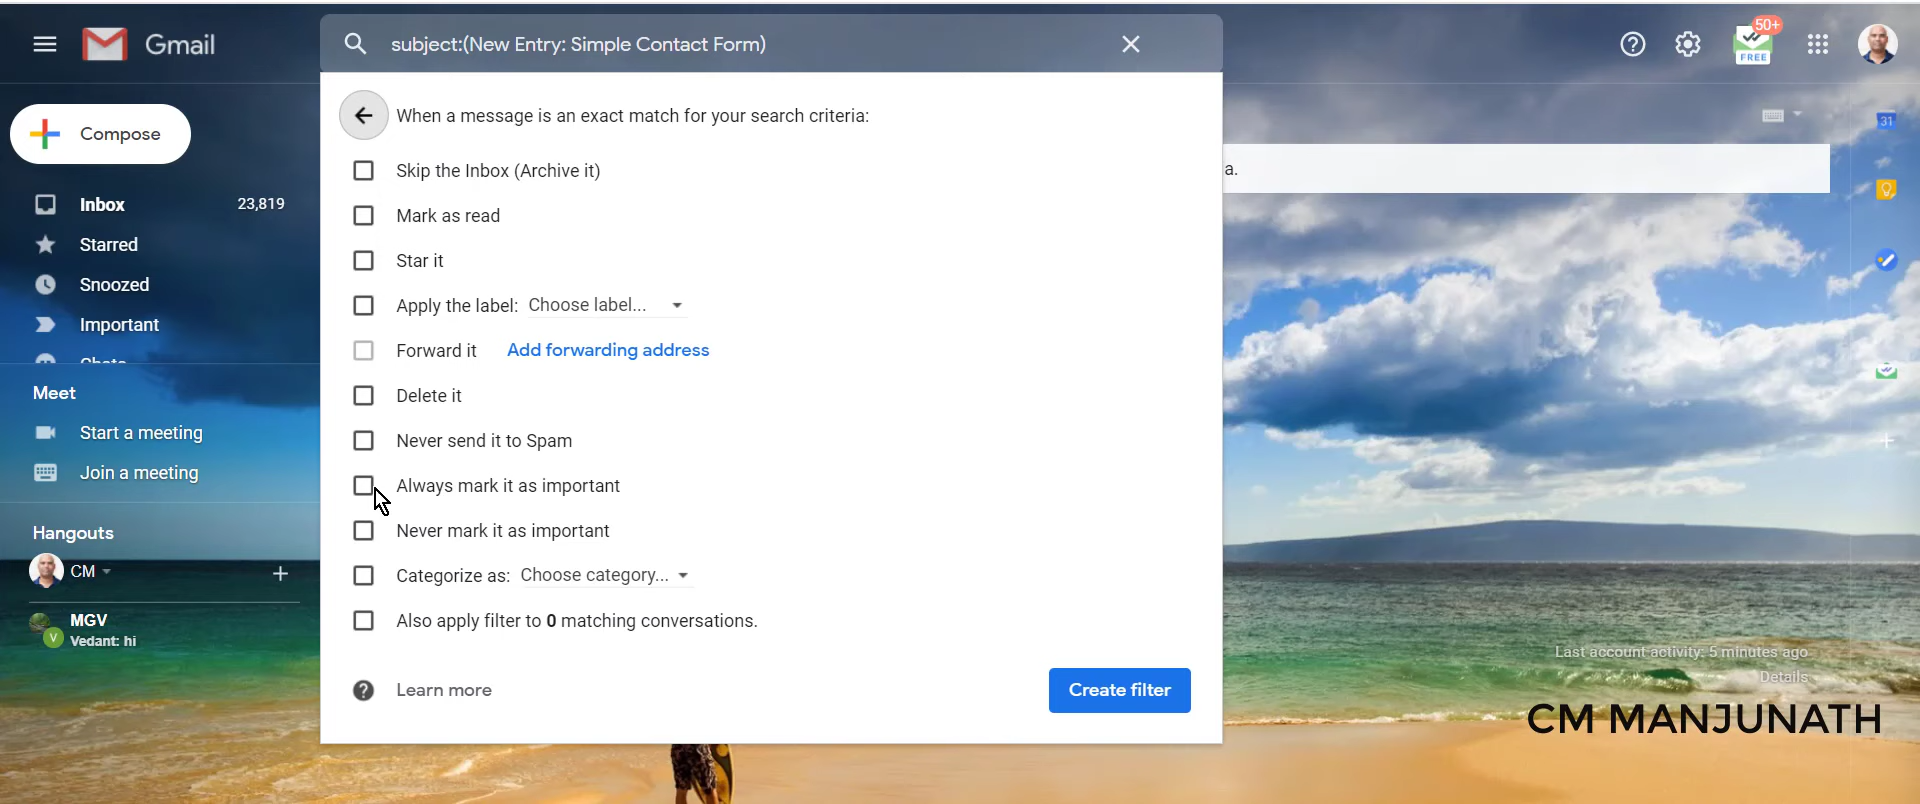 Gmail
subject:(New Entry: Simple Contact Form)
50+
FREE
Compose
When a message is an exact match for your search criteria:
31
Skip the Inbox (Archive it)
a.
Inbox 23,819
Mark as read
Starred
Star it
Snoozed
Apply the label: Choose label...
Important
Forward it Add forwarding address
Chats
Meet
Delete it
Start a meeting
Never send it to Spam
Join a meeting
Always mark it as important
Hangouts
Never mark it as important
CM
Categorize as: Choose category...
MGV
Also apply filter to 0 matching conversations.
V
Vedant: hi
Last account activity: 5 minutes ago
Details
Learn more
Create filter
CM MANJUNATH